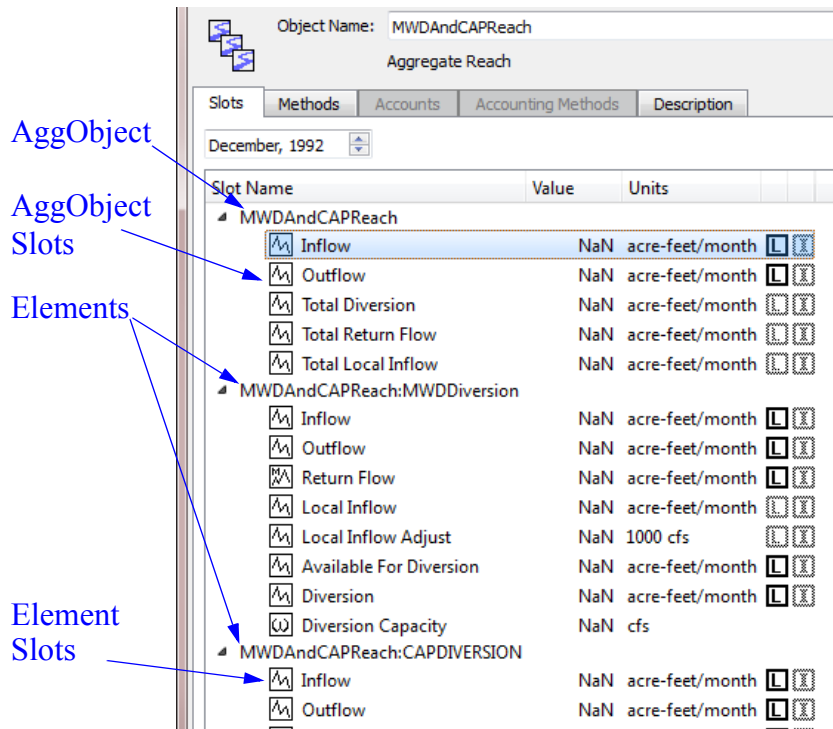 Object Name: MWDAndCAPReach
Aggregate Reach
Slots Methods Accounts Accounting Methods Description
AggObject
December, 1992
Slot Name Value Units
AggObject
Slots
MWDAndCAPReach
Inflow NaN acre-feet/month L I
Outflow NaN acre-feet/month L I
Total Diversion NaN acre-feet/month L I
Elements
Total Return Flow NaN acre-feet/month L I
Total Local Inflow NaN acre-feet/month L I
MWDAndCAPReach:MWDDiversion
Inflow NaN acre-feet/month L I
Outflow NaN acre-feet/month L I
Return Flow NaN acre-feet/month L I
Local Inflow NaN acre-feet/month L I
Local Inflow Adjust NaN 1000 cfs L I
Available For Diversion NaN acre-feet/month L I
Diversion NaN acre-feet/month L I
Diversion Capacity NaN cfs
Element
Slots
MWDAndCAPReach:CAPDIVERSION
Inflow NaN acre-feet/month L I
Outflow NaN acre-feet/month L I